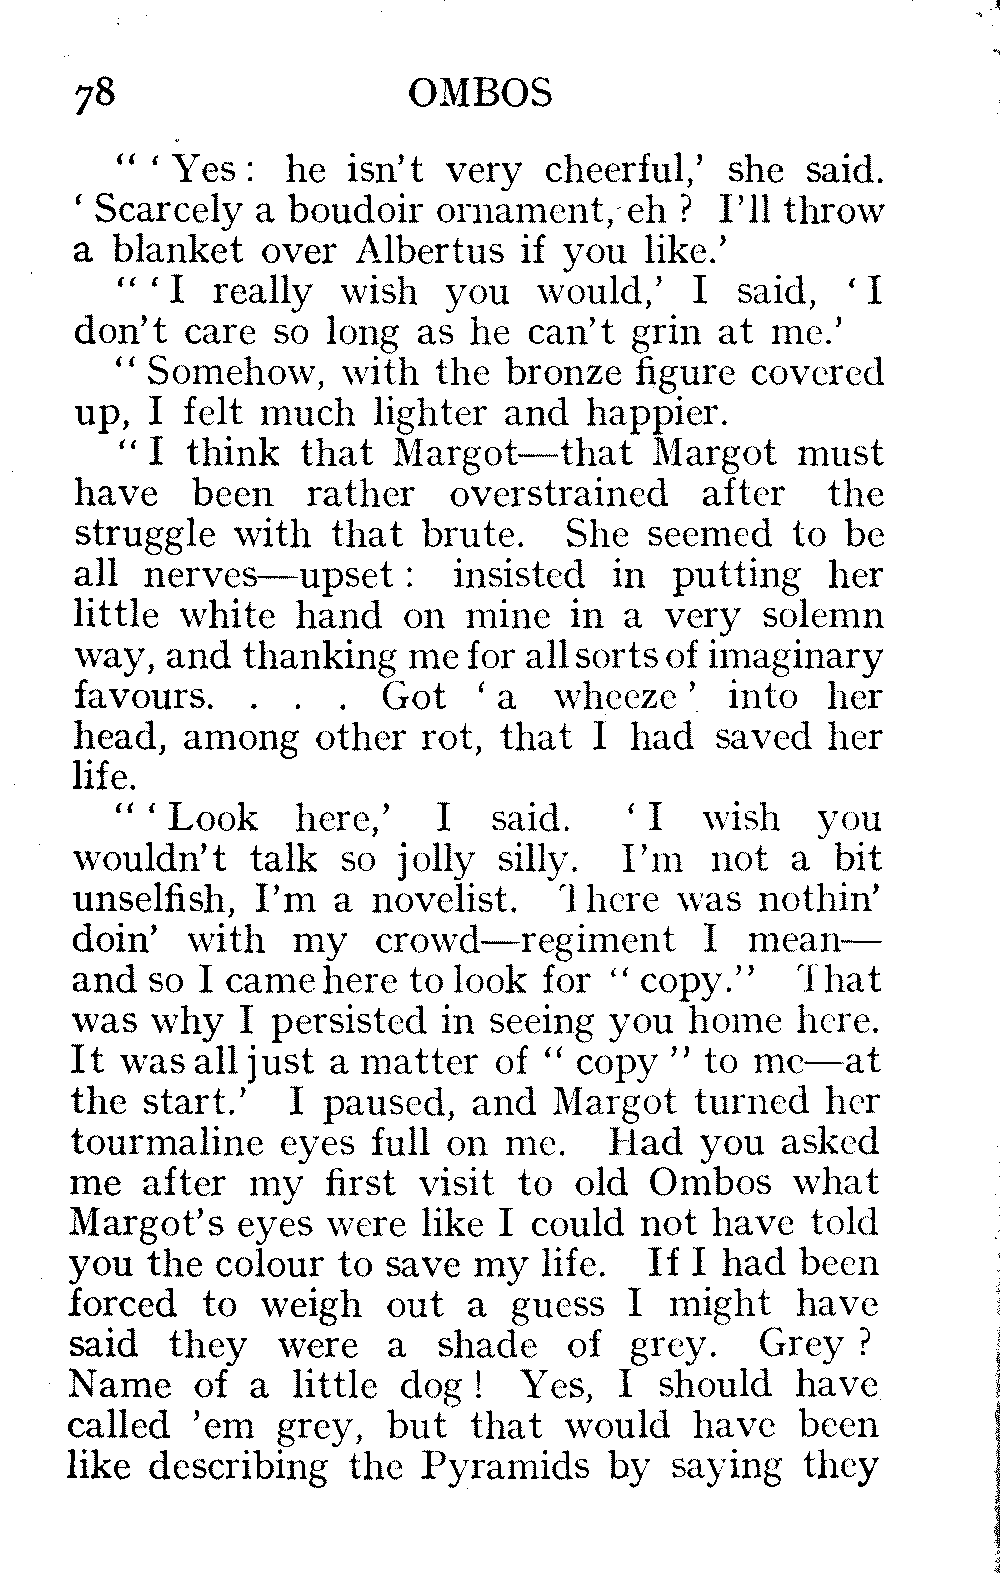 78 OMBOS
“ ‘ Yes : he isn’t very cheerful,’ she said.
‘ Scarcely a boudoir ornament, eh ? I’ll throw
a blanket over Albertus if you like.’
“ ‘ I really wish you would,’ I said, ‘ I
don’t care so long as he can’t grin at me.’
“ Somehow, with the bronze figure covered
up, I felt much lighter and happier.
“ I think that Margot—that Margot must
have been rather overstrained after the
struggle with that brute. She seemed to be
all nerves—upset : insisted in putting her
little white hand on mine in a very solemn
way, and thanking me for all sorts of imaginary
favours. . . . Got ‘ a wheeze ’ into her
head, among other rot, that I had saved her
life.
“ ‘ Look here,’ I said. ‘ I wish you
wouldn’t talk so jolly silly. I’m not a bit
unselfish, I’m a novelist. There was nothin’
doin’ with my crowd—regiment I mean—
and so I came here to look for “ copy.” That
was why I persisted in seeing you home here.
It was all just a matter of “ copy ” to me—at
the start.’ I paused, and Margot turned her
tourmaline eyes full on me. Had you asked
me after my first visit to old Ombos what
Margot’s eyes were like I could not have told
you the colour to save my life. If I had been
forced to weigh out a guess I might have
said they were a shade of grey. Grey ?
Name of a little dog ! Yes, I should have
called ’em grey, but that would have been
like describing the Pyramids by saying they